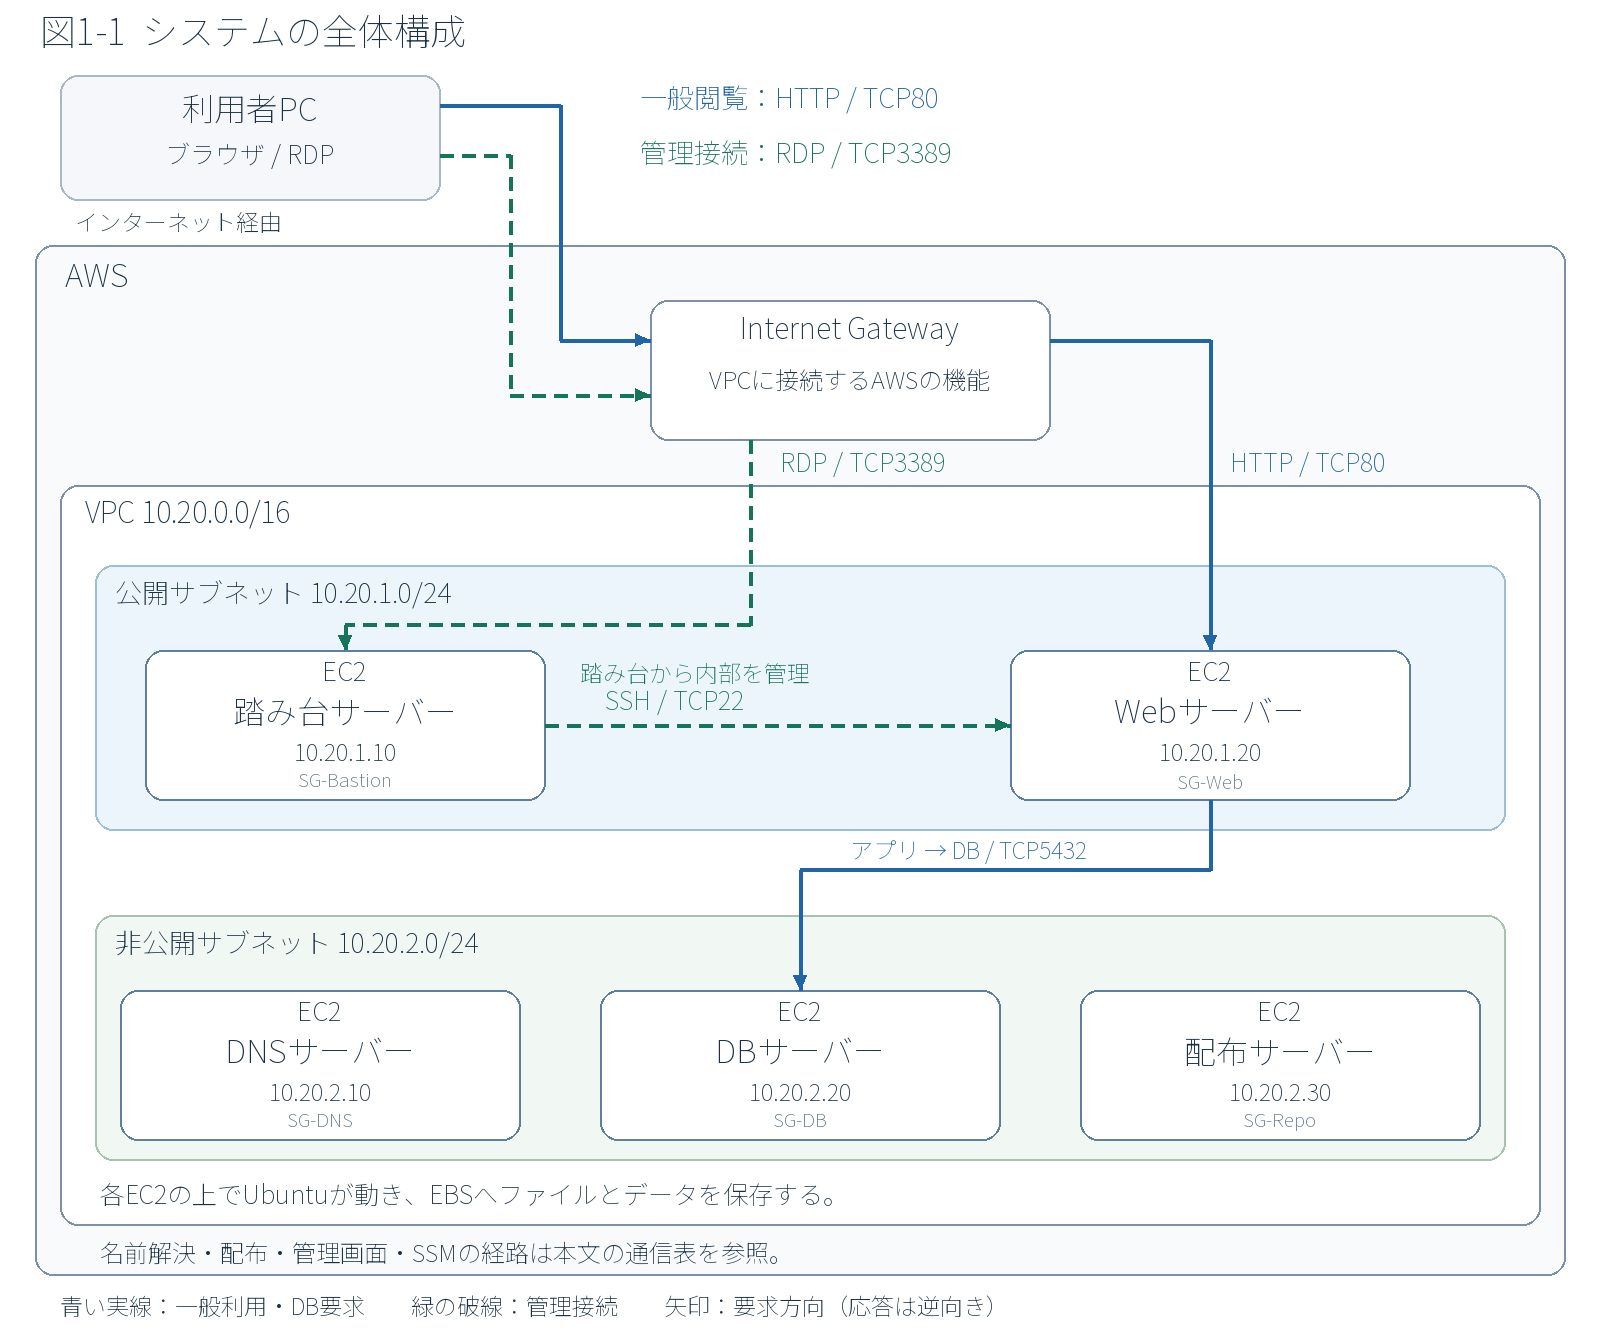 図1-1 システムの全体構成
利用者PC
ブラウザ / RDP
一般閲覧：HTTP / TCP80
管理接続：RDP / TCP3389
インターネット経由
AWS
Internet Gateway
VPCに接続するAWSの機能
RDP / TCP3389
HTTP / TCP80
VPC 10.20.0.0/16
公開サブネット 10.20.1.0/24
EC2
踏み台サーバー
10.20.1.10
SG-Bastion
踏み台から内部を管理
SSH / TCP22
EC2
Webサーバー
10.20.1.20
SG-Web
アプリ → DB / TCP5432
非公開サブネット 10.20.2.0/24
EC2
DNSサーバー
10.20.2.10
SG-DNS
EC2
DBサーバー
10.20.2.20
SG-DB
EC2
配布サーバー
10.20.2.30
SG-Repo
各EC2の上でUbuntuが動き、EBSへファイルとデータを保存する。
名前解決・配布・管理画面・SSMの経路は本文の通信表を参照。
青い実線：一般利用・DB要求 緑の破線：管理接続 矢印：要求方向（応答は逆向き）